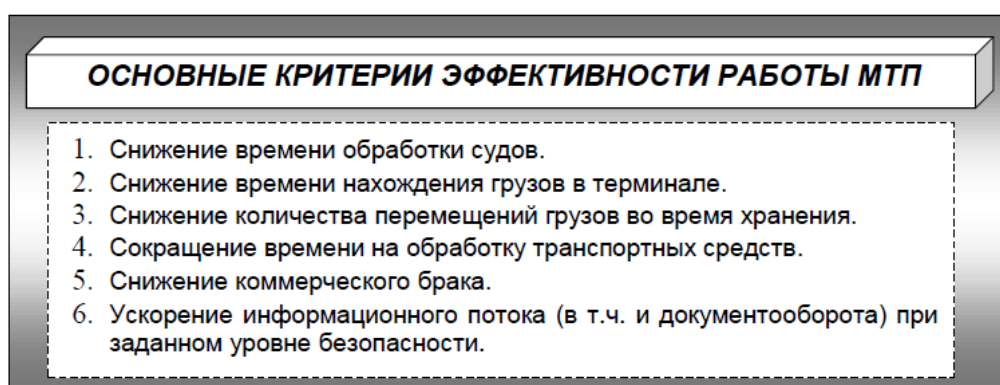 ОСНОВНЫЕ КРИТЕРИИ ЭФФЕКТИВНОСТИ РАБОТЫ МТП
1. Снижение времени обработки судов.
2. Снижение времени нахождения грузов в терминале.
3. Снижение количества перемещений грузов во время хранения.
4. Сокращение времени на обработку транспортных средств.
5. Снижение коммерческого брака.
6. Ускорение информационного потока (в т.ч. и документооборота) при
заданном уровне безопасности.